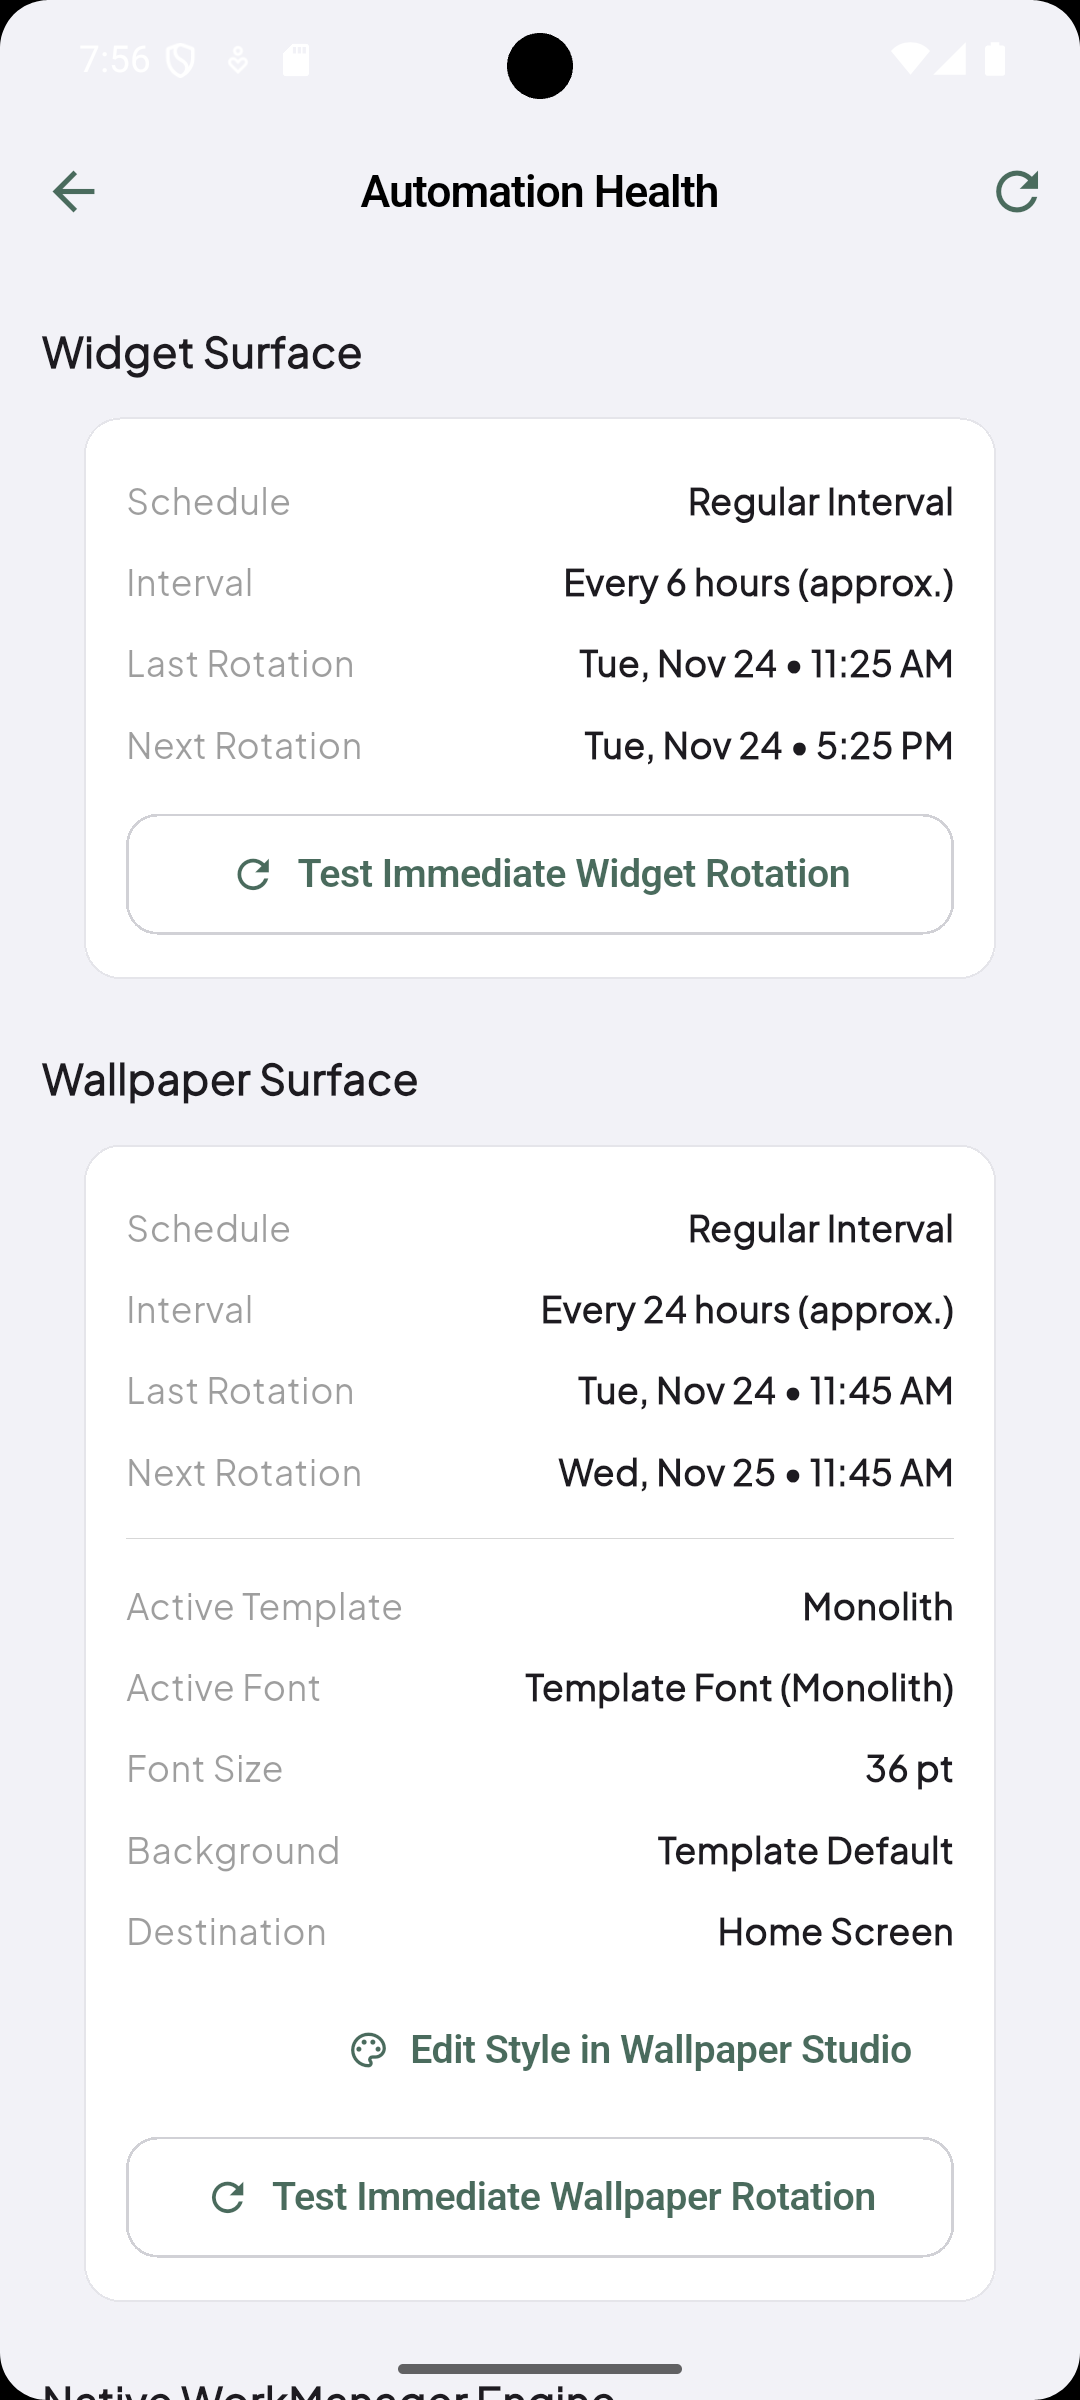 7:56
Automation Health
Widget Surface
Schedule Regular Interval
Interval Every 6 hours (approx.)
Last Rotation Tue, Nov 24 • 11:25 AM
Next Rotation Tue, Nov 24 • 5:25 PM
Test Immediate Widget Rotation
Wallpaper Surface
Schedule Regular Interval
Interval Every 24 hours (approx.)
Last Rotation Tue, Nov 24 • 11:45 AM
Next Rotation Wed, Nov 25 • 11:45 AM
Active Template Monolith
Active Font Template Font (Monolith)
Font Size 36 pt
Background Template Default
Destination Home Screen
Edit Style in Wallpaper Studio
Test Immediate Wallpaper Rotation
Native WorkManager Engine